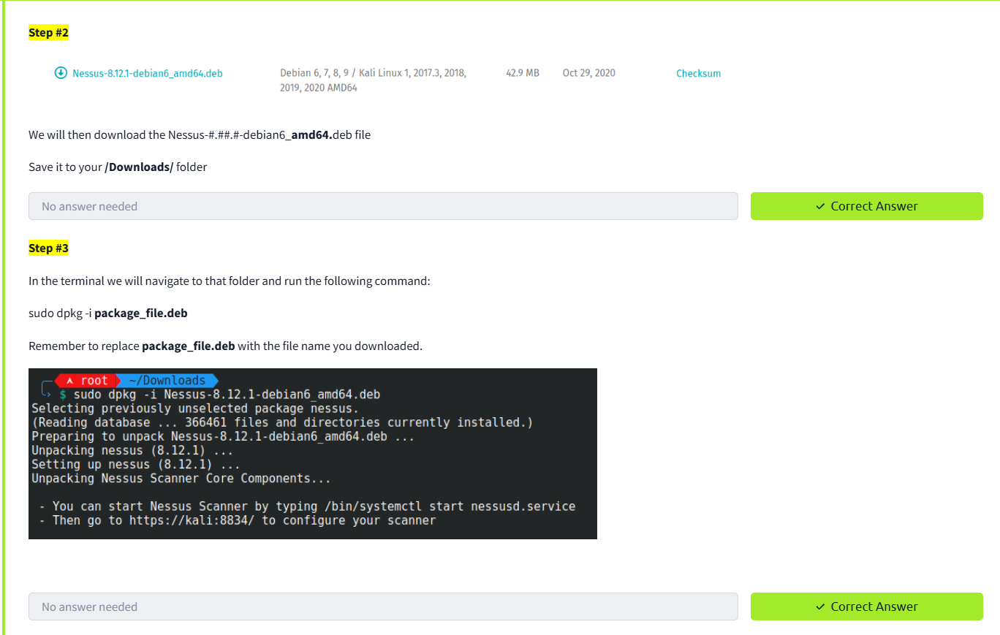 Step #2
Nessus-8.12.1-debian6_amd64.deb Debian 6, 7, 8, 9 / Kali Linux 1, 2017.3, 2018, 42.9 MB Oct 29, 2020 Checksum
2019, 2020 AMD64
We will then download the Nessus-#.##.#-debian6_amd64.deb file
Save it to your /Downloads/ folder
No answer needed ✓ Correct Answer
Step #3
In the terminal we will navigate to that folder and run the following command:
sudo dpkg -i package_file.deb
Remember to replace package_file.deb with the file name you downloaded.
root ~/Downloads
$ sudo dpkg -i Nessus-8.12.1-debian6_amd64.deb
Selecting previously unselected package nessus.
(Reading database ... 366461 files and directories currently installed.)
Preparing to unpack Nessus-8.12.1-debian6_amd64.deb ...
Unpacking nessus (8.12.1) ...
Setting up nessus (8.12.1) ...
Unpacking Nessus Scanner Core Components...
- You can start Nessus Scanner by typing /bin/systemctl start nessusd.service
- Then go to https://kali:8834/ to configure your scanner
No answer needed ✓ Correct Answer